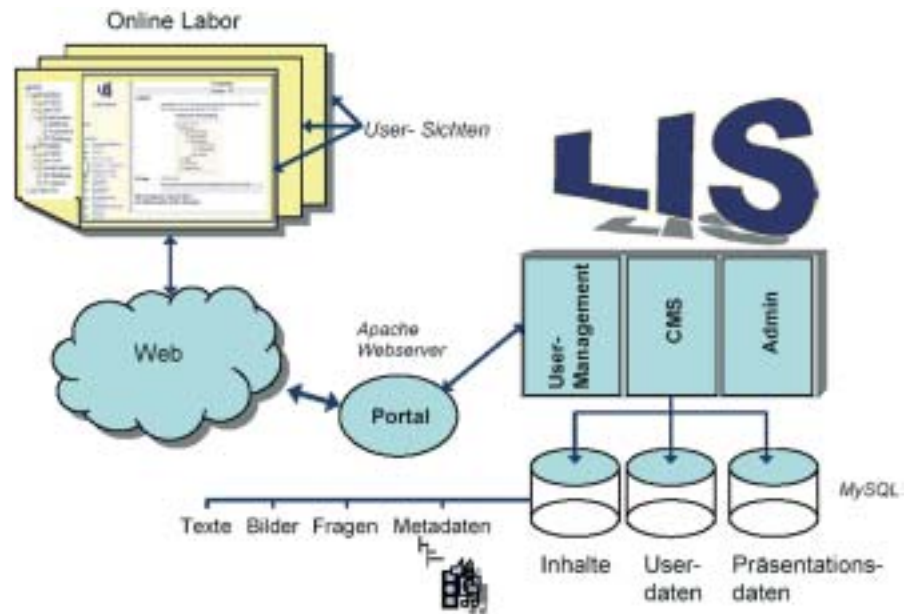 Online Labor
LIS
User- Sichten
LIS
Web
Apache
Webserver
Portal
User-
Management
CMS
Admin
MySQL
Texte
Bilder
Fragen
Metadaten
Inhalte
User-
daten
Präsentations-
daten